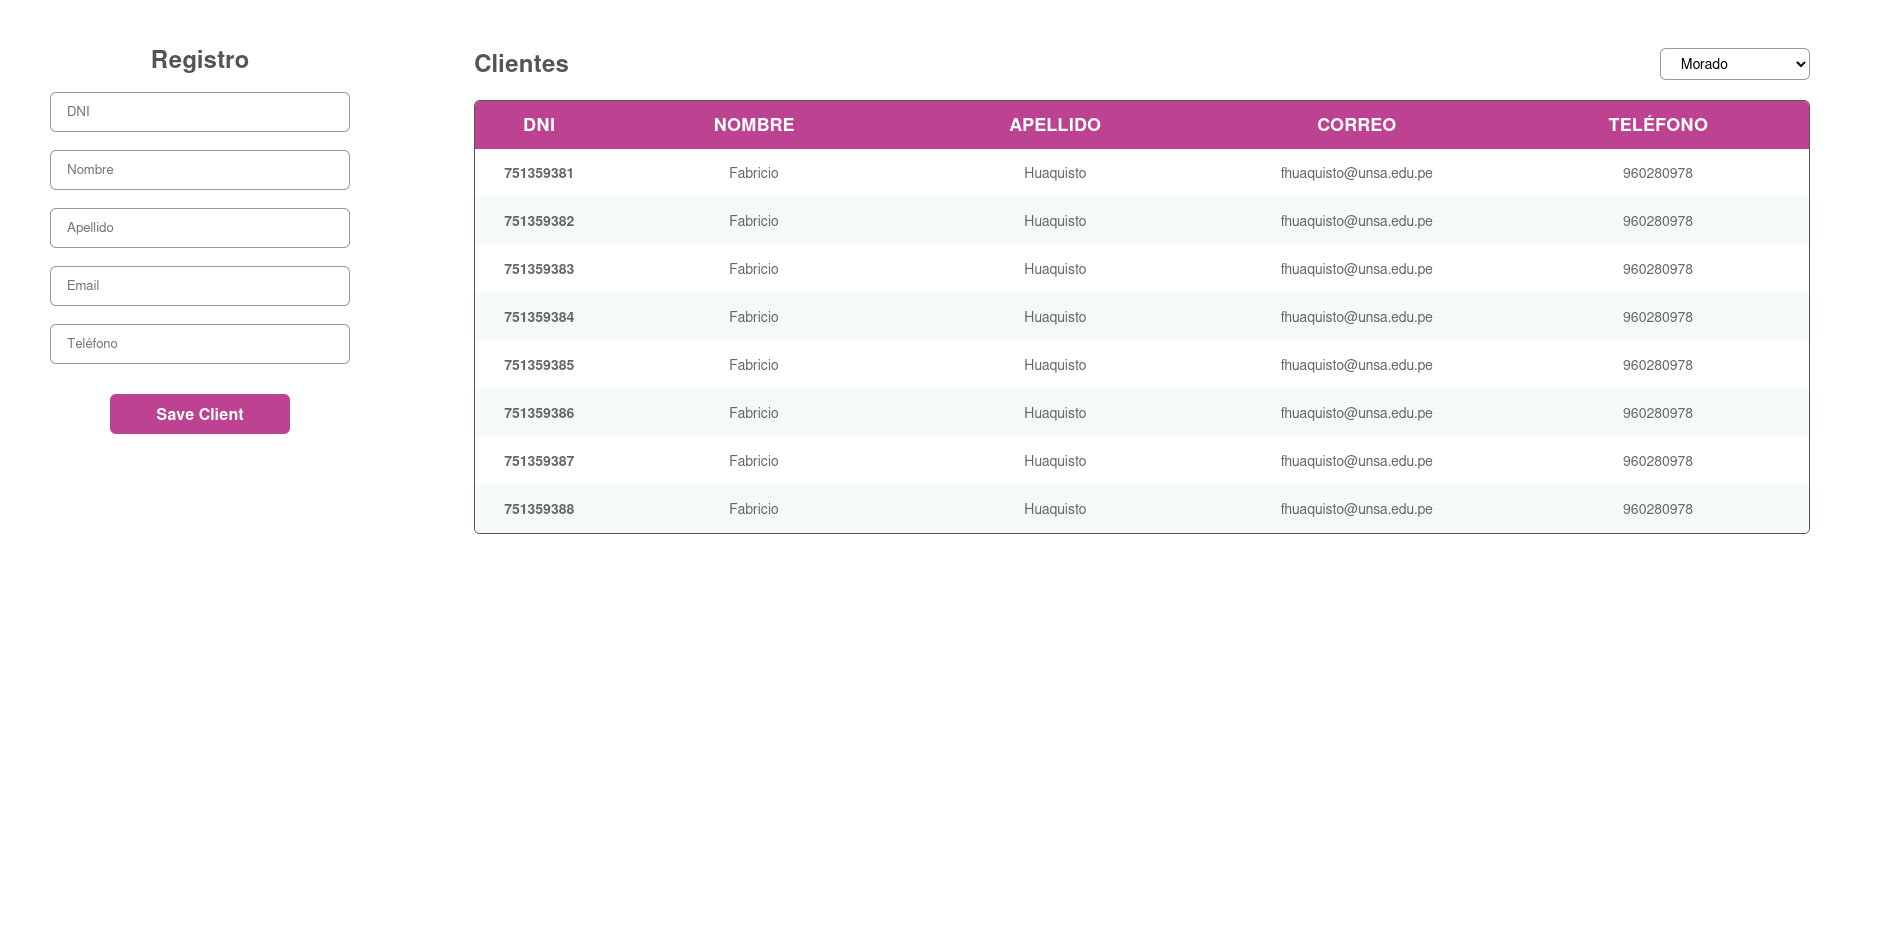 Registro
DNI
Nombre
Apellido
Email
Teléfono
Save Client
Clientes
Morado
DNI NOMBRE APELLIDO CORREO TELÉFONO
751359381 Fabricio Huaquisto fhuaquisto@unsa.edu.pe 960280978
751359382 Fabricio Huaquisto fhuaquisto@unsa.edu.pe 960280978
751359383 Fabricio Huaquisto fhuaquisto@unsa.edu.pe 960280978
751359384 Fabricio Huaquisto fhuaquisto@unsa.edu.pe 960280978
751359385 Fabricio Huaquisto fhuaquisto@unsa.edu.pe 960280978
751359386 Fabricio Huaquisto fhuaquisto@unsa.edu.pe 960280978
751359387 Fabricio Huaquisto fhuaquisto@unsa.edu.pe 960280978
751359388 Fabricio Huaquisto fhuaquisto@unsa.edu.pe 960280978